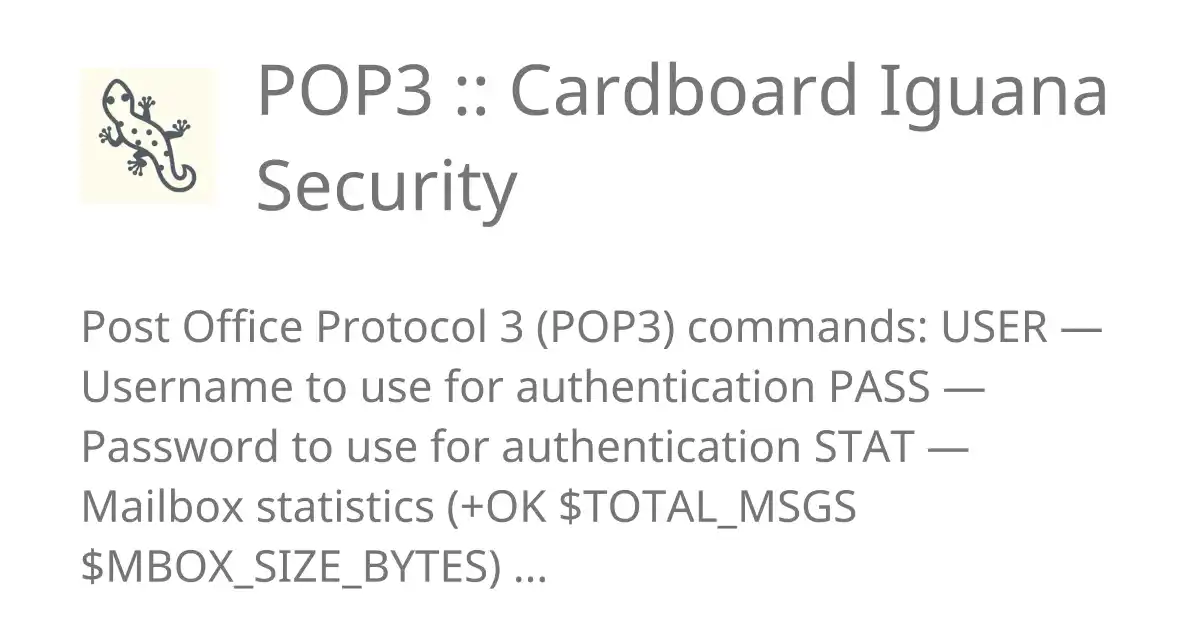 POP3 :: Cardboard Iguana
Security
Post Office Protocol 3 (POP3) commands: USER —
Username to use for authentication PASS —
Password to use for authentication STAT —
Mailbox statistics (+OK $TOTAL_MSGS
$MBOX_SIZE_BYTES) ...